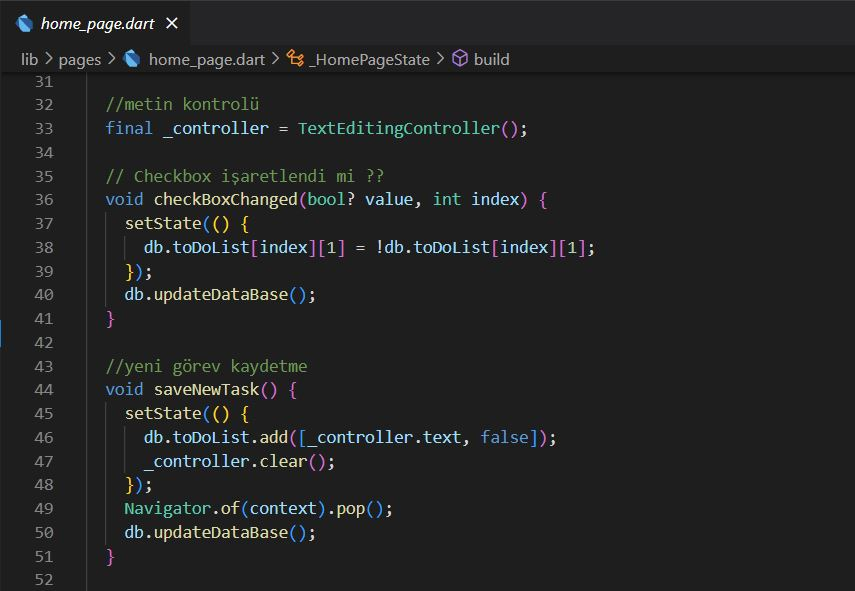 home_page.dart
lib > pages > home_page.dart > _HomePageState > build
31
32 //metin kontrolü
33 final _controller = TextEditingController();
34
35 // Checkbox işaretlendi mi ??
36 void checkBoxChanged(bool? value, int index) {
37 setState(() {
38 db.toDoList[index][1] = !db.toDoList[index][1];
39 });
40 db.updateDataBase();
41 }
42
43 //yeni görev kaydetme
44 void saveNewTask() {
45 setState(() {
46 db.toDoList.add([_controller.text, false]);
47 _controller.clear();
48 });
49 Navigator.of(context).pop();
50 db.updateDataBase();
51 }
52